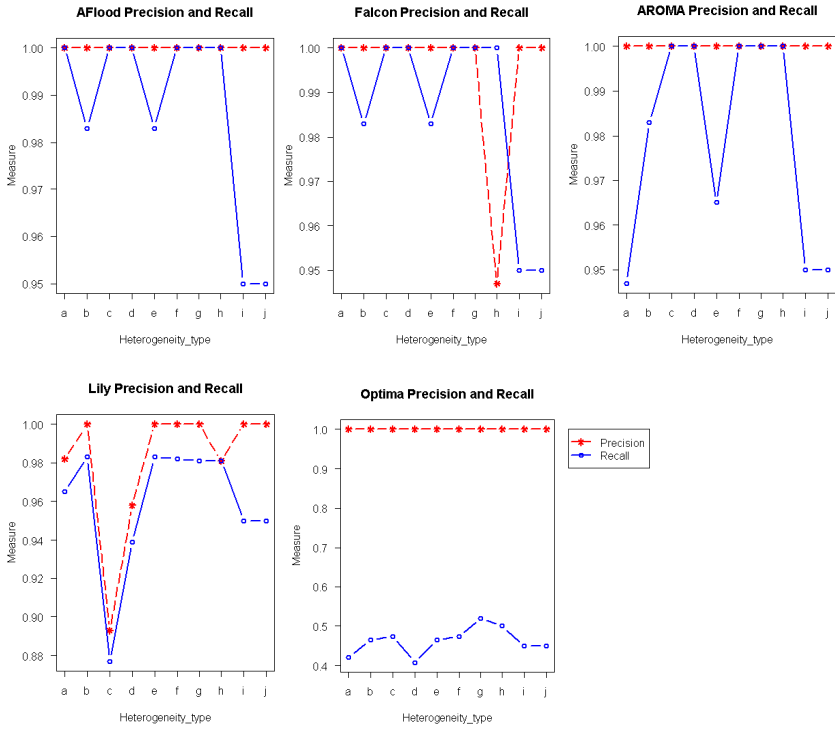 AFlood Precision and Recall
Measure
1.00
0.99
0.98
0.97
0.96
0.95
a b c d e f g h i j
Heterogeneity_type
Falcon Precision and Recall
Measure
1.00
0.99
0.98
0.97
0.96
0.95
a b c d e f g h i j
Heterogeneity_type
AROMA Precision and Recall
Measure
1.00
0.99
0.98
0.97
0.96
0.95
a b c d e f g h i j
Heterogeneity_type
Lily Precision and Recall
Measure
1.00
0.98
0.96
0.94
0.92
0.90
0.88
a b c d e f g h i j
Heterogeneity_type
Optima Precision and Recall
Measure
1.0
0.9
0.8
0.7
0.6
0.5
0.4
a b c d e f g h i j
Heterogeneity_type
Precision
Recall